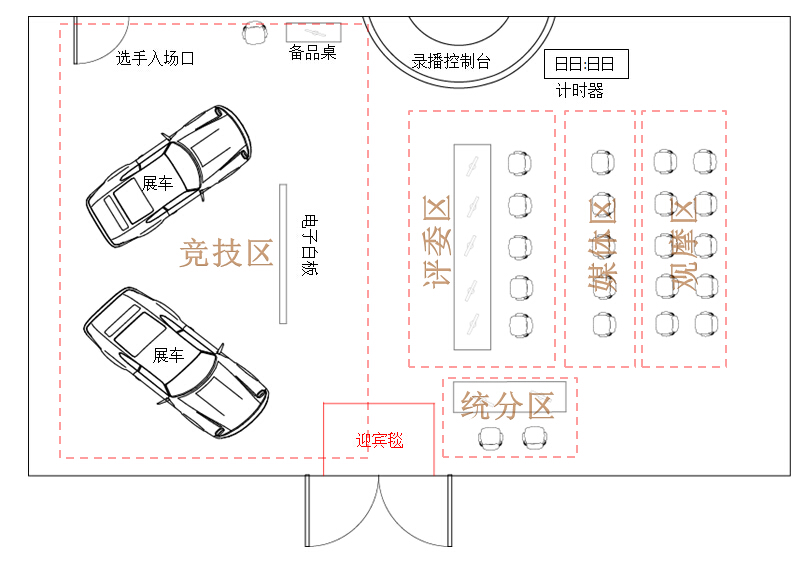 选手入场口
备品桌
录播控制台
日日:日日
计时器
展车
竞技区
电子白板
评委区
媒体区
观摩区
展车
统分区
迎宾毯